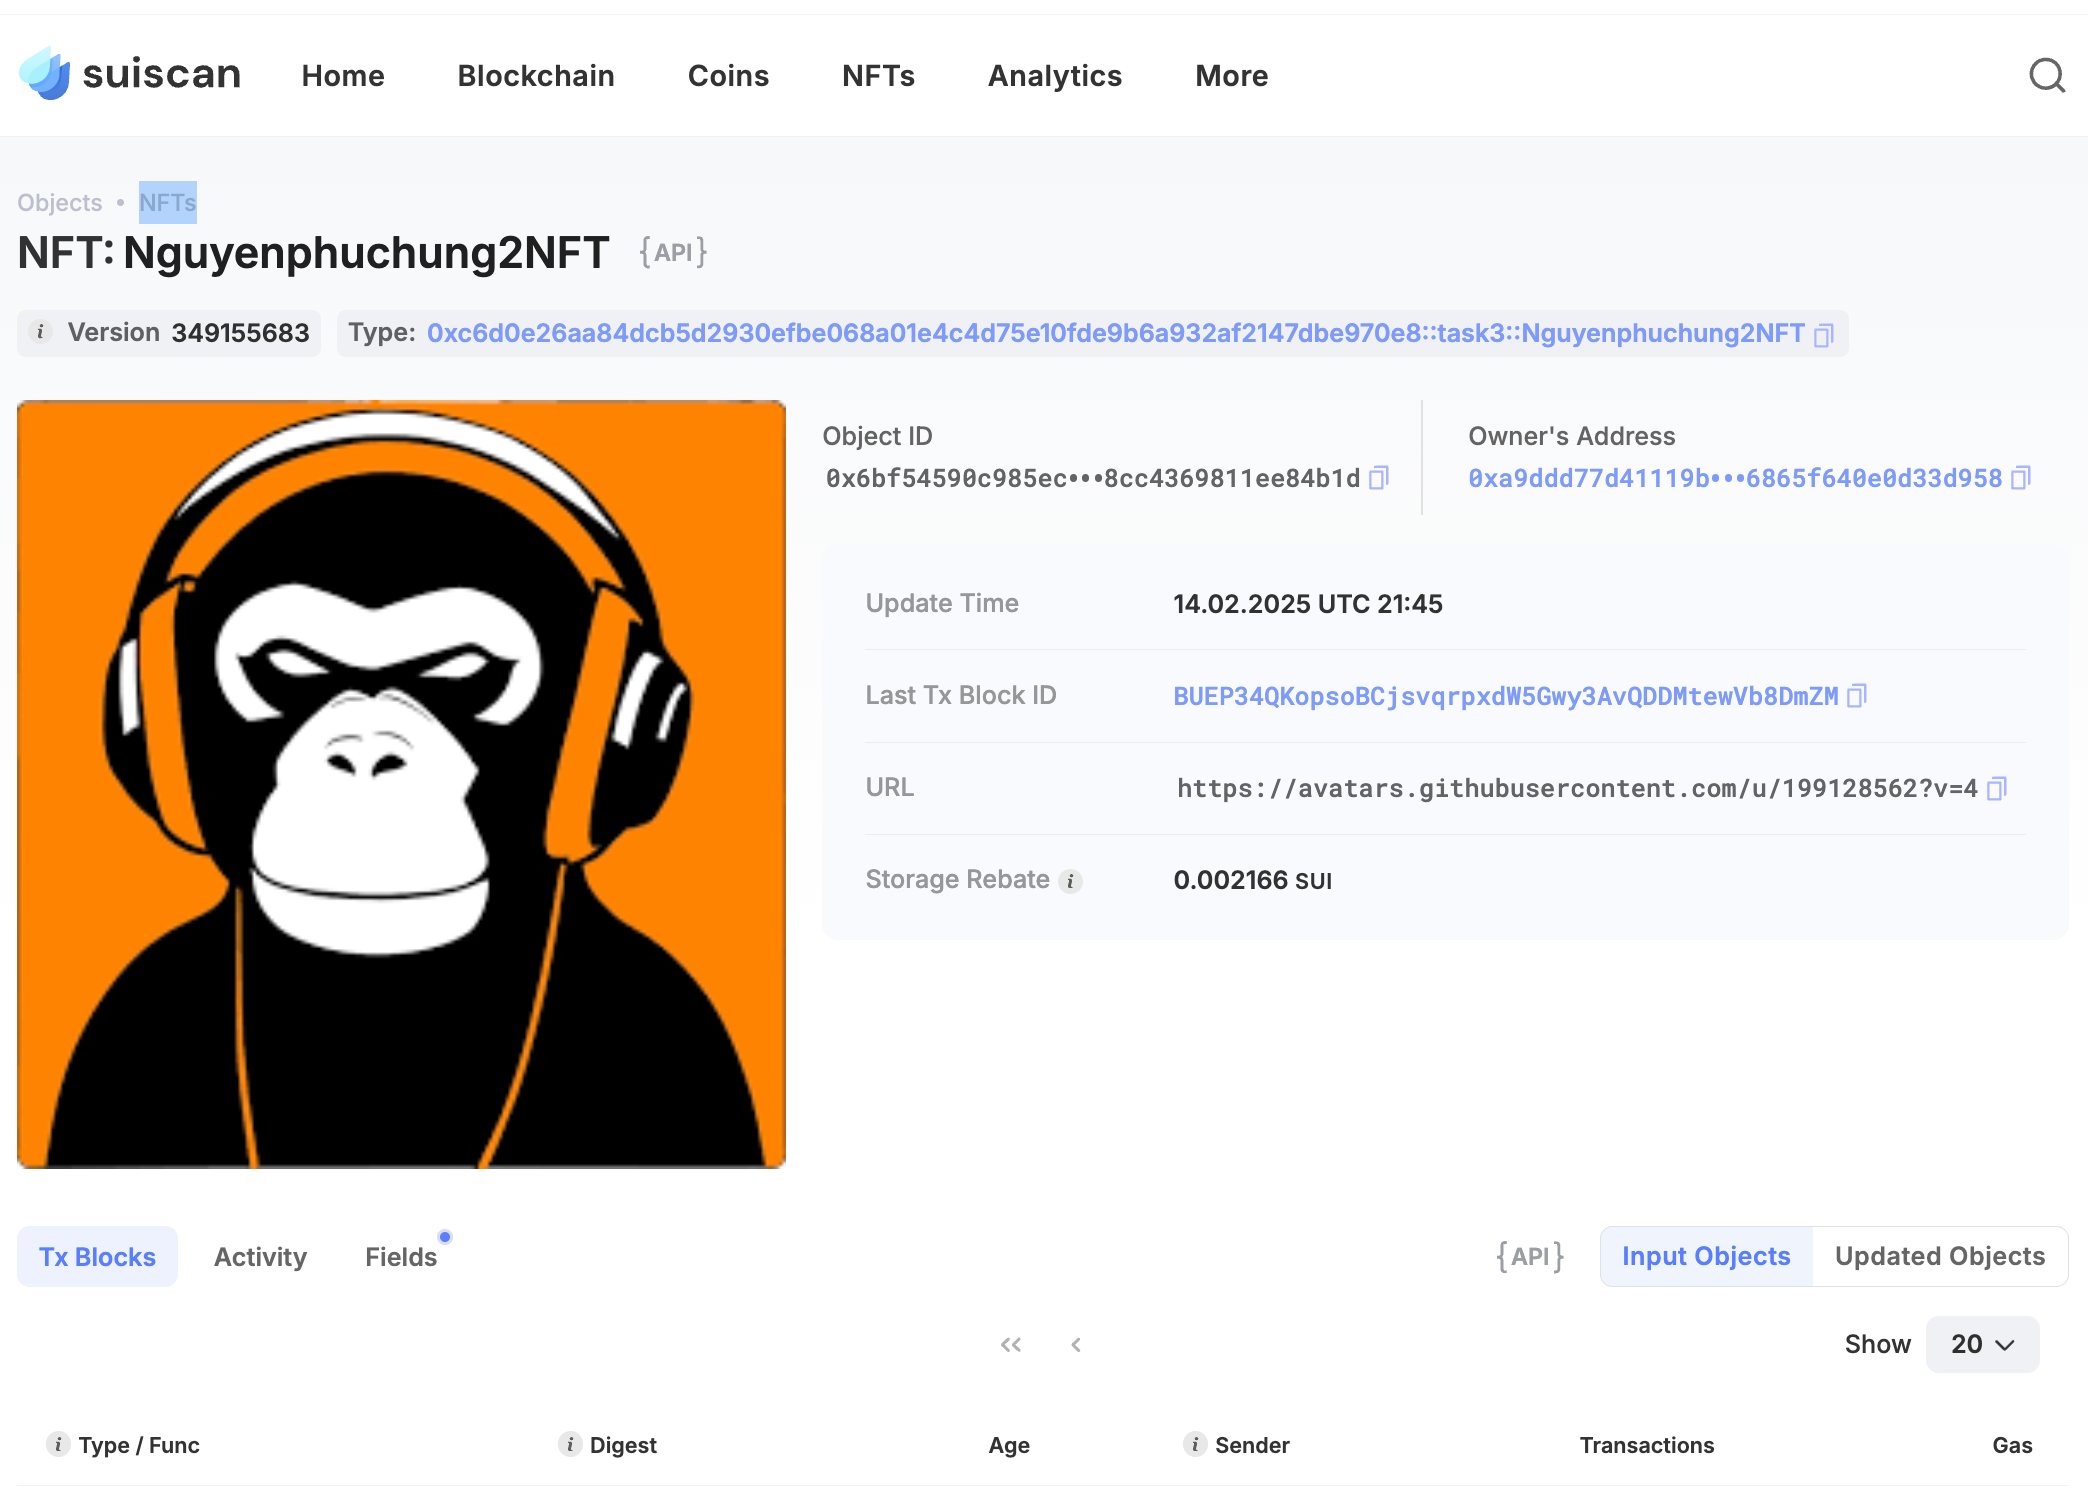 suiscan Home Blockchain Coins NFTs Analytics More
Objects • NFTs
NFT: Nguyenphuchung2NFT {API}
i Version 349155683 Type: 0xc6d0e26aa84dcb5d2930efbe068a01e4c4d75e10fde9b6a932af2147dbe970e8::task3::Nguyenphuchung2NFT
Object ID
0x6bf54590c985ec•••8cc4369811ee84b1d
Owner's Address
0xa9ddd77d41119b•••6865f640e0d33d958
Update Time 14.02.2025 UTC 21:45
Last Tx Block ID BUEP34QKopsoBCjsvqrpxdW5Gwy3AvQDDMtewVb8DmZM
URL https://avatars.githubusercontent.com/u/199128562?v=4
Storage Rebate i 0.002166 SUI
Tx Blocks Activity Fields {API} Input Objects Updated Objects
Show 20
i Type / Func i Digest Age i Sender Transactions Gas